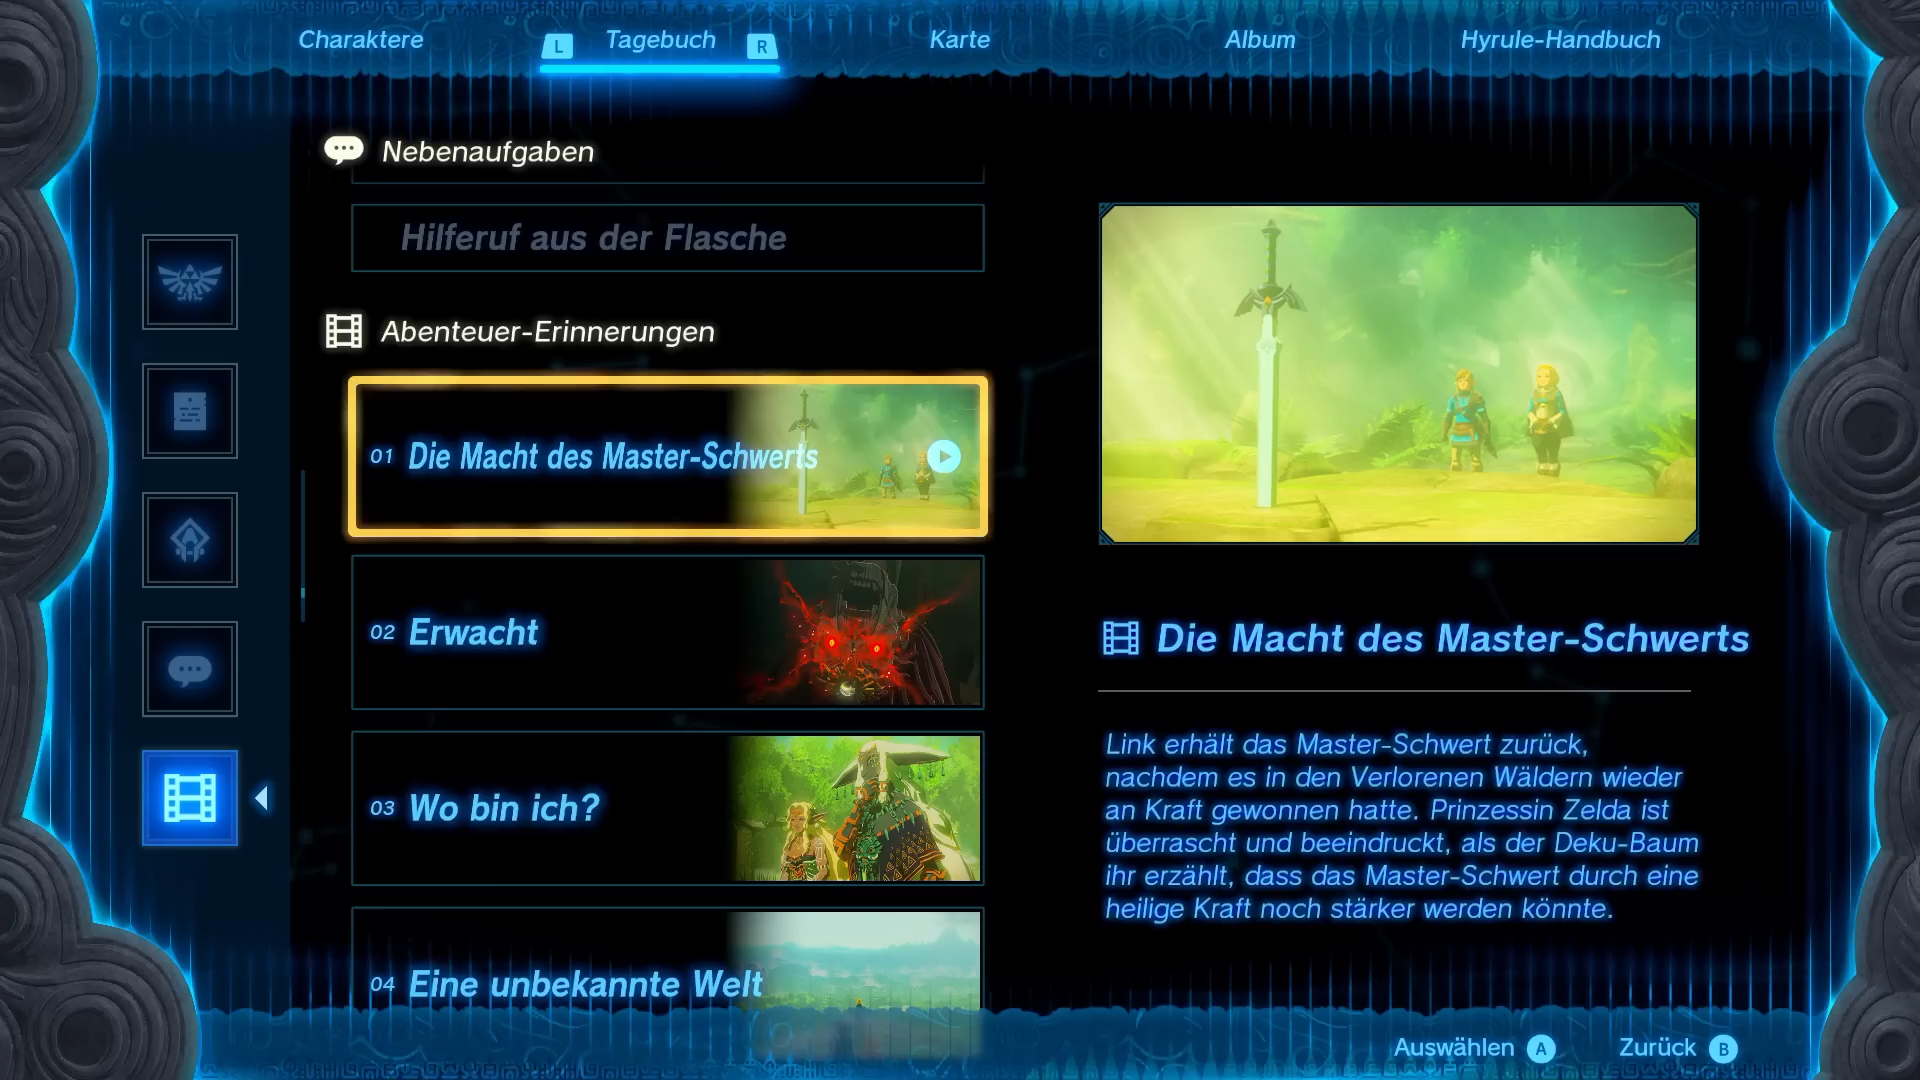 Charaktere
L Tagebuch R
Karte
Album
Hyrule-Handbuch
Nebenaufgaben
Hilferuf aus der Flasche
Abenteuer-Erinnerungen
01 Die Macht des Master-Schwerts
02 Erwacht
03 Wo bin ich?
04 Eine unbekannte Welt
Die Macht des Master-Schwerts
Link erhält das Master-Schwert zurück,
nachdem es in den Verlorenen Wäldern wieder
an Kraft gewonnen hatte. Prinzessin Zelda ist
überrascht und beeindruckt, als der Deku-Baum
ihr erzählt, dass das Master-Schwert durch eine
heilige Kraft noch stärker werden könnte.
Auswählen A
Zurück B